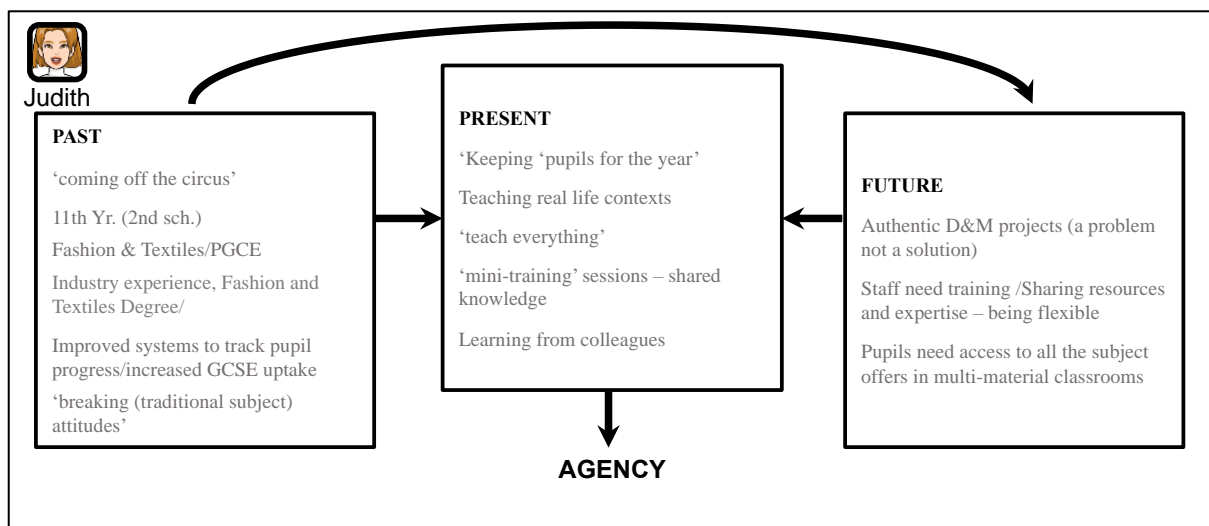 Judith
PAST
‘coming off the circus’
11th Yr. (2nd sch.)
Fashion & Textiles/PGCE
Industry experience, Fashion and
Textiles Degree/
Improved systems to track pupil
progress/increased GCSE uptake
‘breaking (traditional subject)
attitudes’
PRESENT
‘Keeping ‘pupils for the year’
Teaching real life contexts
‘teach everything’
‘mini-training’ sessions – shared
knowledge
Learning from colleagues
AGENCY
FUTURE
Authentic D&M projects (a problem
not a solution)
Staff need training /Sharing resources
and expertise – being flexible
Pupils need access to all the subject
offers in multi-material classrooms